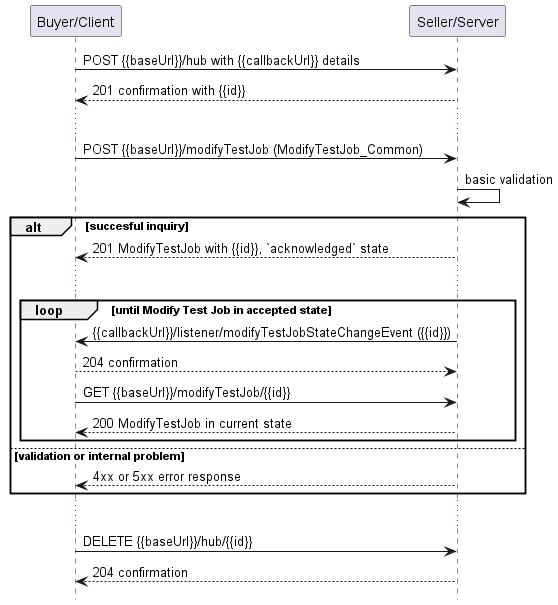 Buyer/Client
Seller/Server
POST {{baseUrl}}/hub with {{callbackUrl}} details
201 confirmation with {{id}}
POST {{baseUrl}}/modifyTestJob (ModifyTestJob_Common)
basic validation
alt [succesful inquiry]
201 ModifyTestJob with {{id}}, `acknowledged` state
loop [until Modify Test Job in accepted state]
{{callbackUrl}}/listener/modifyTestJobStateChangeEvent ({{id}})
204 confirmation
GET {{baseUrl}}/modifyTestJob/{{id}}
200 ModifyTestJob in current state
[validation or internal problem]
4xx or 5xx error response
DELETE {{baseUrl}}/hub/{{id}}
204 confirmation